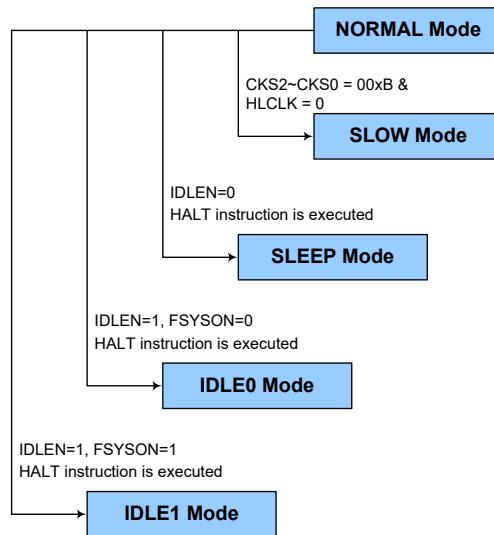 NORMAL Mode
CKS2~CKS0 = 00xB &
HLCLK = 0
SLOW Mode
IDLEN=0
HALT instruction is executed
SLEEP Mode
IDLEN=1, FSYSON=0
HALT instruction is executed
IDLE0 Mode
IDLEN=1, FSYSON=1
HALT instruction is executed
IDLE1 Mode